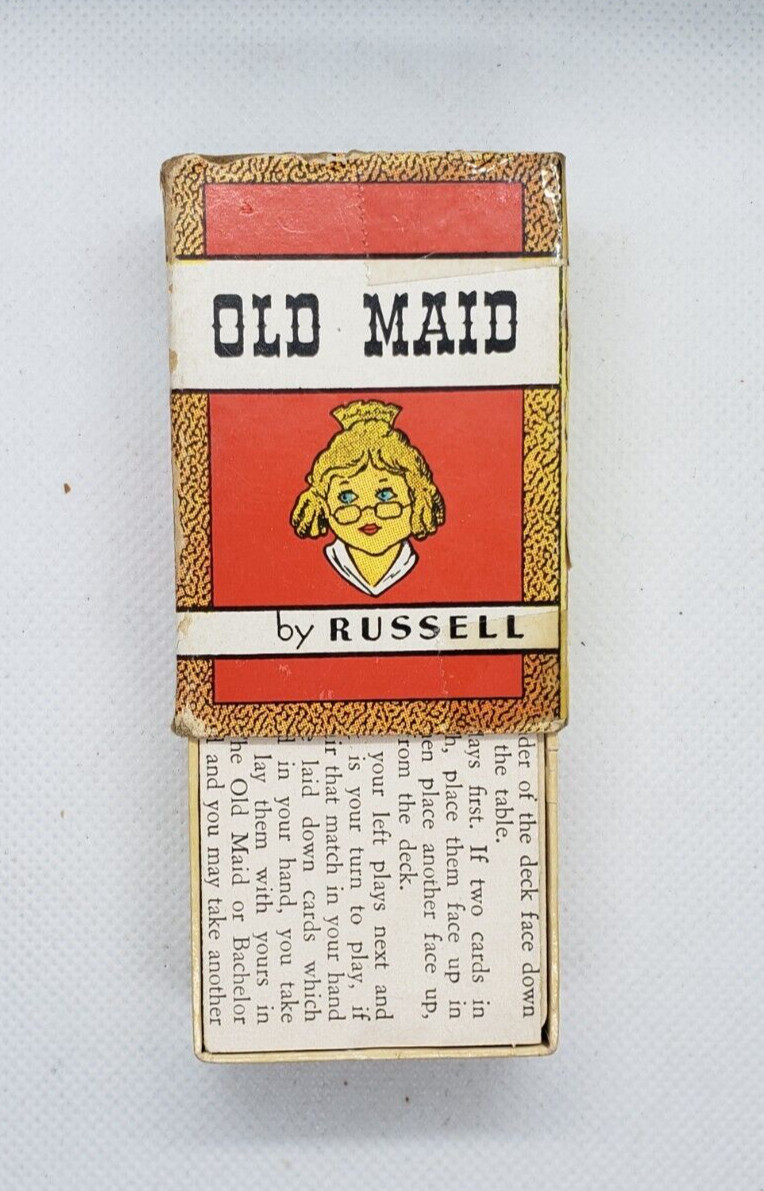 OLD MAID
by RUSSELL
der of the deck face down
the table.
ays first. If two cards in
h, place them face up in
en place another face up,
rom the deck.
your left plays next and
is your turn to play, if
ir that match in your hand
laid down cards which
in your hand, you take
lay them with yours in
he Old Maid or Bachelor
and you may take another